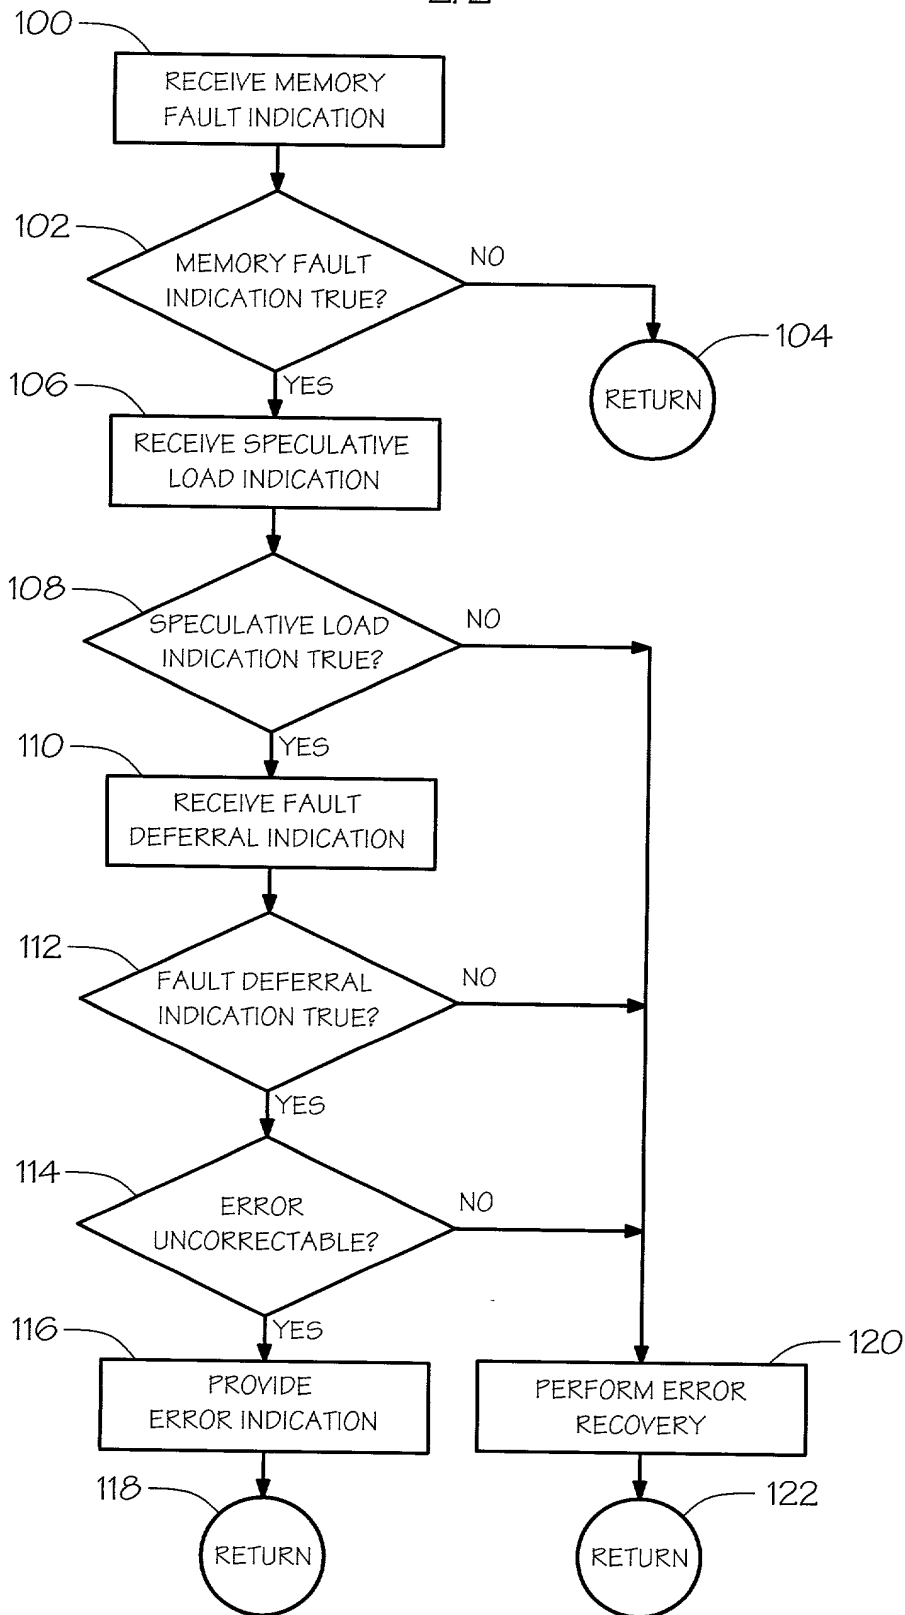 100
RECEIVE MEMORY
FAULT INDICATION
102
MEMORY FAULT
INDICATION TRUE?
NO
104
RETURN
YES
106
RECEIVE SPECULATIVE
LOAD INDICATION
108
SPECULATIVE LOAD
INDICATION TRUE?
NO
YES
110
RECEIVE FAULT
DEFERRAL INDICATION
112
FAULT DEFERRAL
INDICATION TRUE?
NO
YES
114
ERROR
UNCORRECTABLE?
NO
YES
116
PROVIDE
ERROR INDICATION
120
PERFORM ERROR
RECOVERY
118
RETURN
122
RETURN